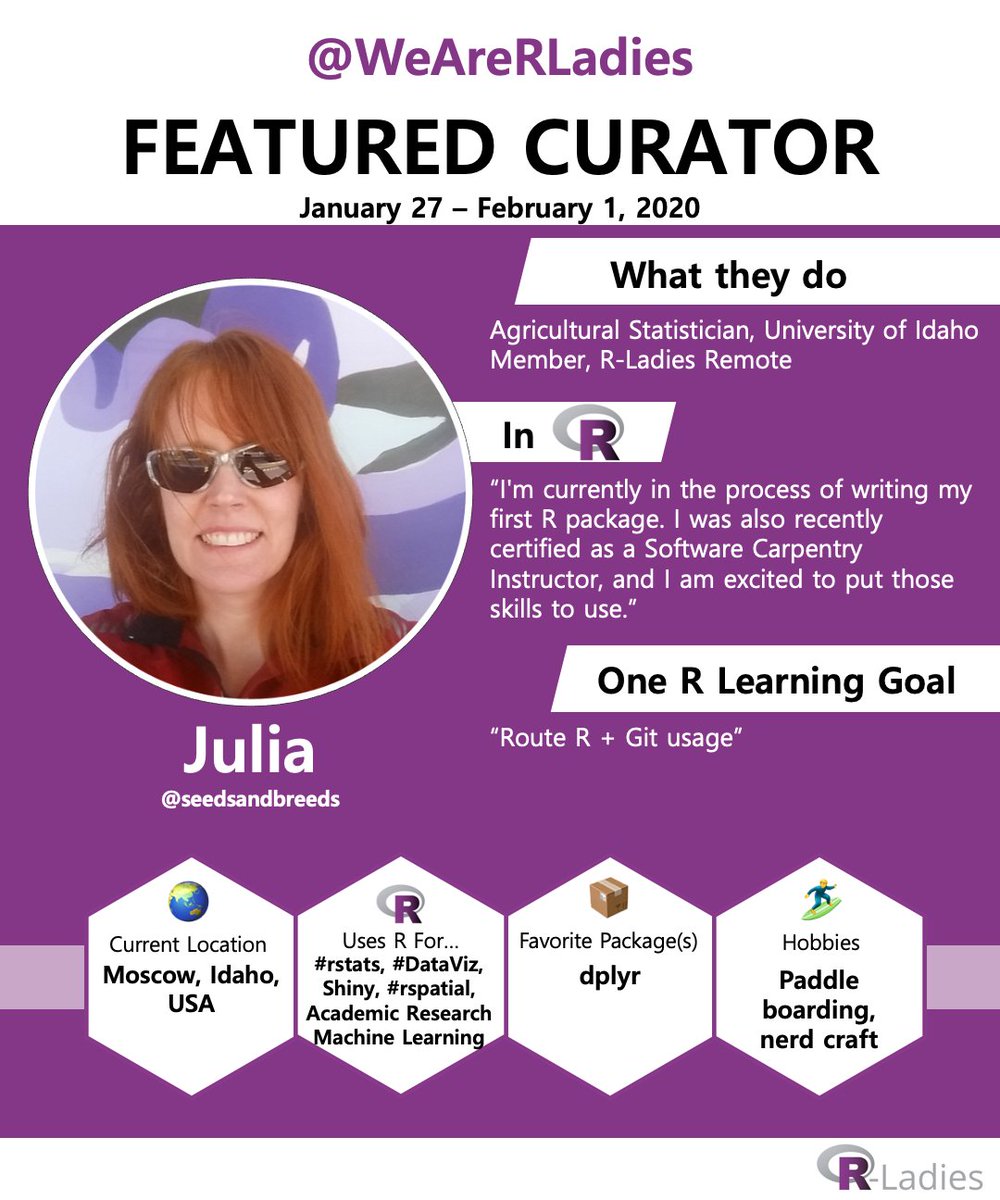 @WeAreRLadies
FEATURED CURATOR
January 27 – February 1, 2020
What they do
Agricultural Statistician, University of Idaho
Member, R-Ladies Remote
In R
“I'm currently in the process of writing my
first R package. I was also recently
certified as a Software Carpentry
Instructor, and I am excited to put those
skills to use.”
One R Learning Goal
“Route R + Git usage”
Julia
@seedsandbreeds
Current Location
Moscow, Idaho,
USA
R
Uses R For...
#rstats, #DataViz,
Shiny, #rspatial,
Academic Research
Machine Learning
Favorite Package(s)
dplyr
Hobbies
Paddle
boarding,
nerd craft
R-Ladies